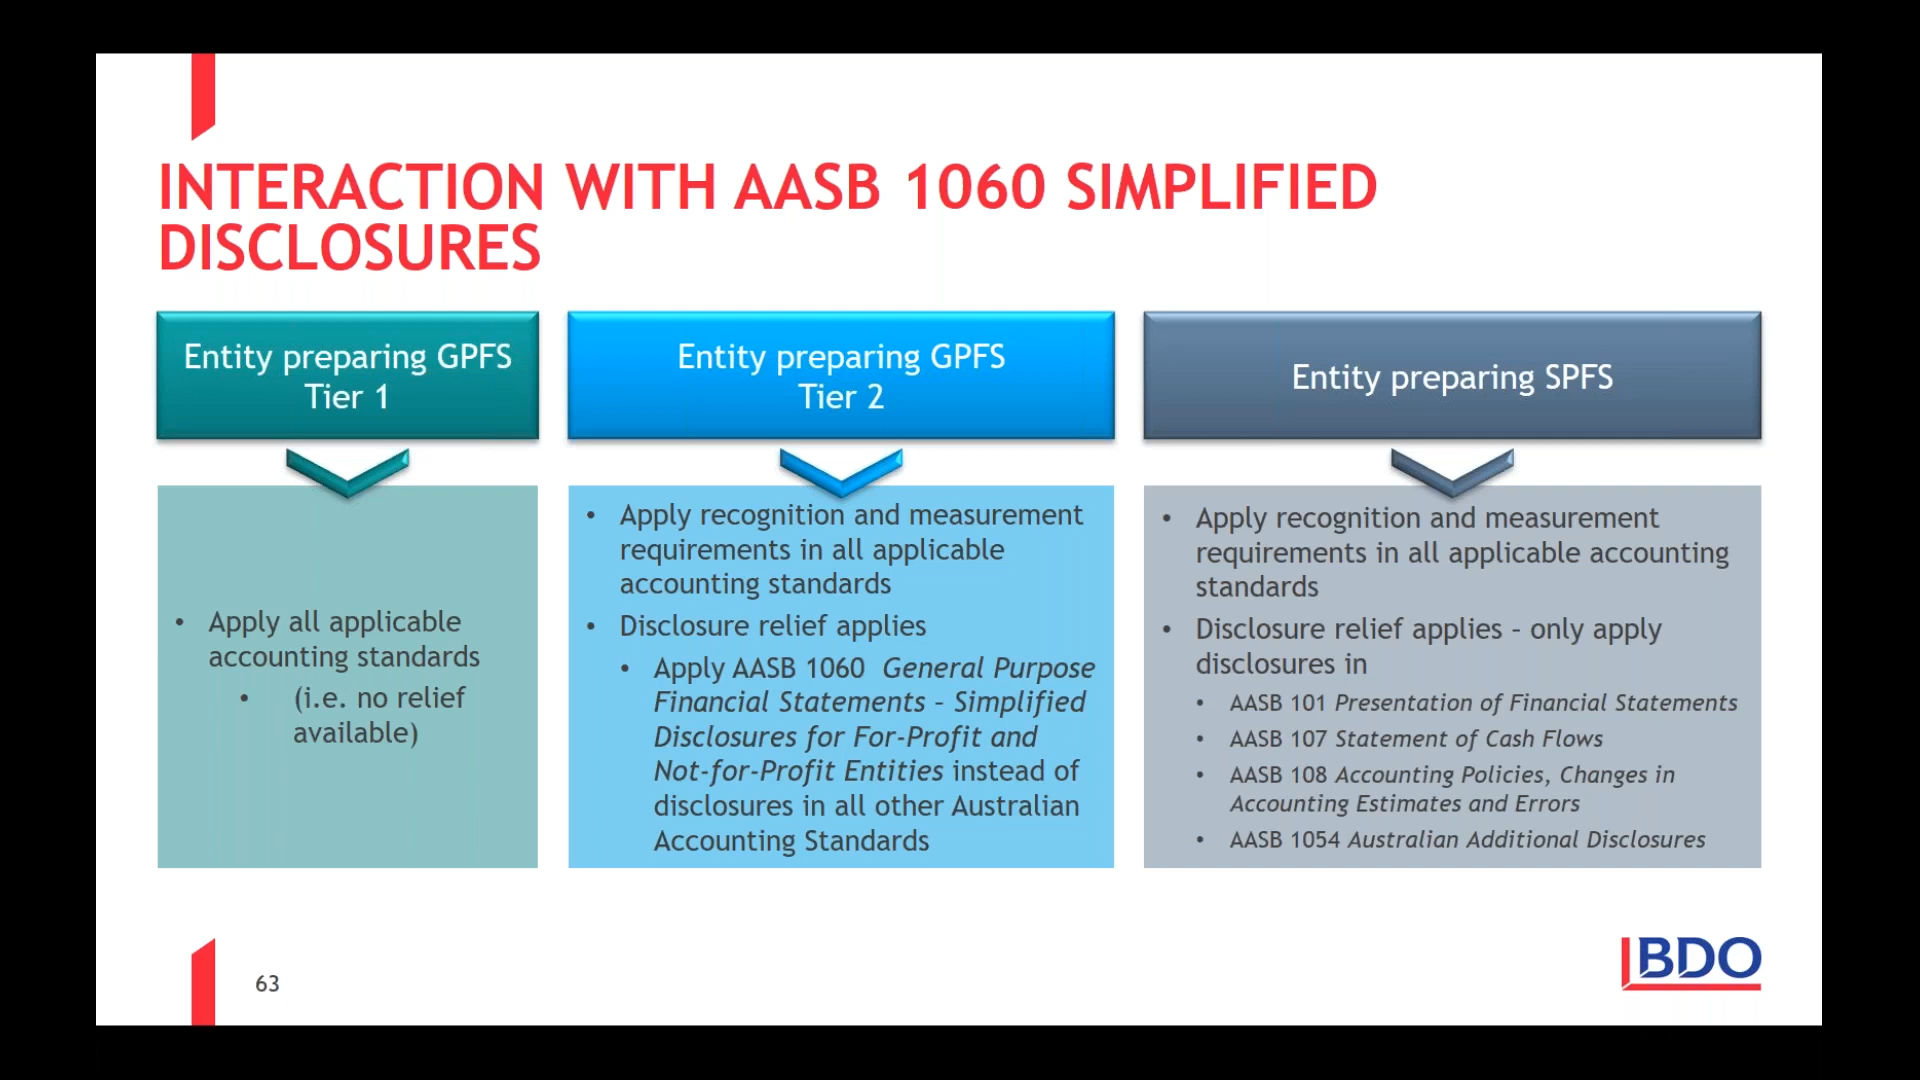 INTERACTION WITH AASB 1060 SIMPLIFIED
DISCLOSURES
Entity preparing GPFS
Tier 1
• Apply all applicable
accounting standards
• (i.e. no relief
available)
Entity preparing GPFS
Tier 2
• Apply recognition and measurement
requirements in all applicable
accounting standards
• Disclosure relief applies
• Apply AASB 1060 General Purpose
Financial Statements – Simplified
Disclosures for For-Profit and
Not-for-Profit Entities instead of
disclosures in all other Australian
Accounting Standards
Entity preparing SPFS
• Apply recognition and measurement
requirements in all applicable accounting
standards
• Disclosure relief applies – only apply
disclosures in
• AASB 101 Presentation of Financial Statements
• AASB 107 Statement of Cash Flows
• AASB 108 Accounting Policies, Changes in
Accounting Estimates and Errors
• AASB 1054 Australian Additional Disclosures
63
BDO